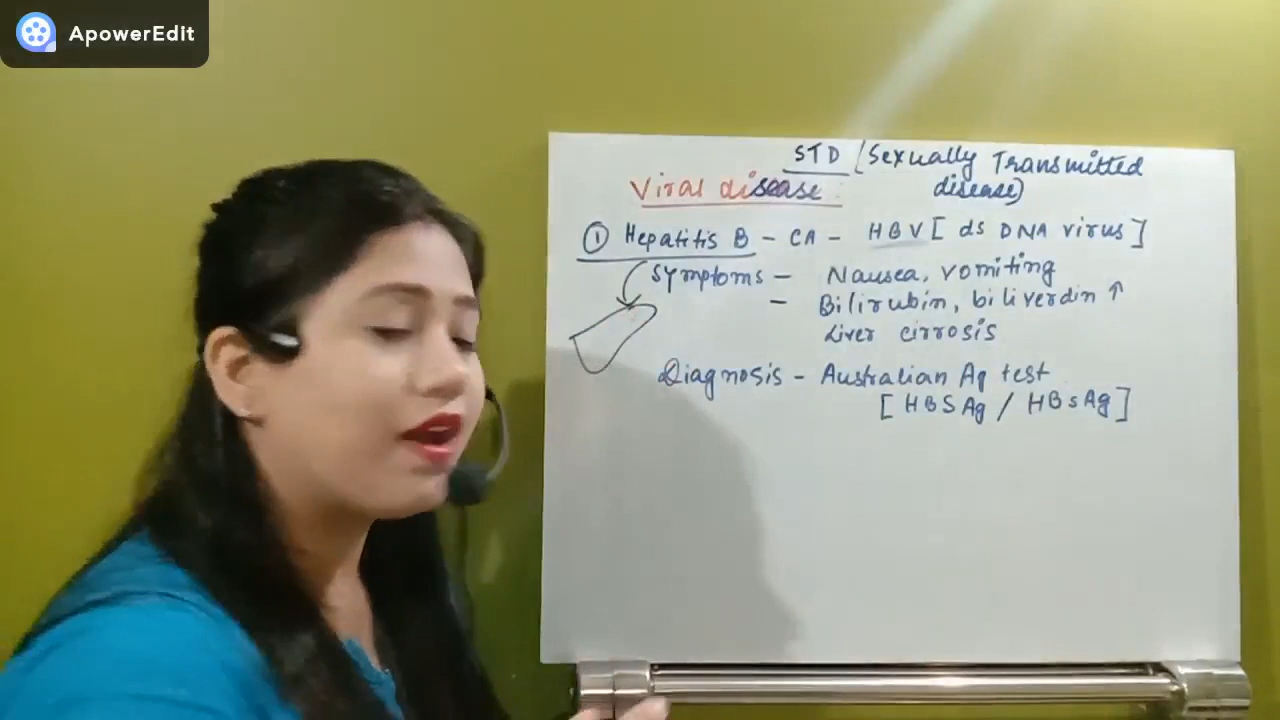 ApowerEdit
STD (Sexually Transmitted
disease)
Viral disease :
① Hepatitis B - CA - HBV [ ds DNA virus ]
Symptoms - Nausea, vomiting
- Bilirubin, biliverdin ↑
Liver cirrosis
Diagnosis - Australian Ag test
[ HBSAg / HBsAg ]